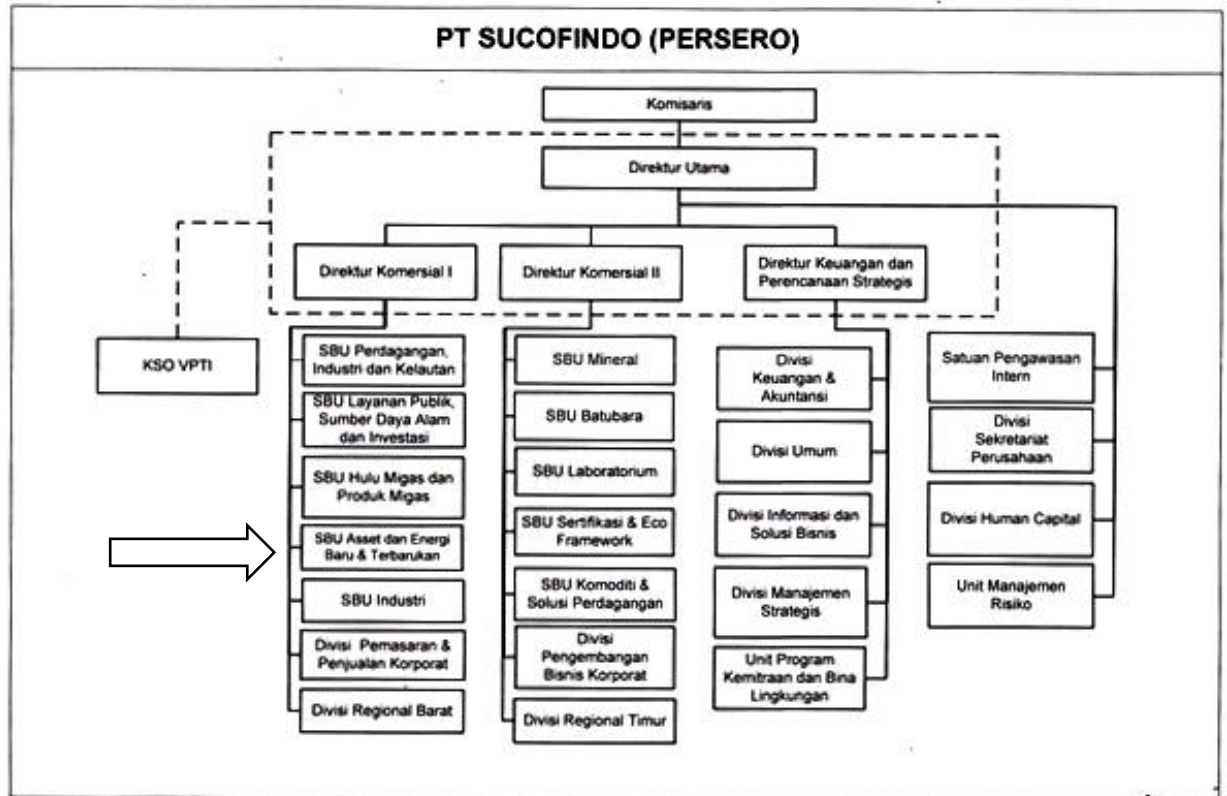 PT SUCOFINDO (PERSERO)
Komisaris
Direktur Utama
Direktur Komersial I
Direktur Komersial II
Direktur Keuangan dan
Perencanaan Strategis
KSO VPTI
SBU Perdagangan,
Industri dan Kelautan
SBU Layanan Publik,
Sumber Daya Alam
dan Investasi
SBU Hulu Migas dan
Produk Migas
SBU Asset dan Energi
Baru & Terbarukan
SBU Industri
Divisi Pemasaran &
Penjualan Korporat
Divisi Regional Barat
SBU Mineral
SBU Batubara
SBU Laboratorium
SBU Sertifikasi & Eco
Framework
SBU Komoditi &
Solusi Perdagangan
Divisi
Pengembangan
Bisnis Korporat
Divisi Regional Timur
Divisi
Keuangan &
Akuntansi
Divisi Umum
Divisi Informasi dan
Solusi Bisnis
Divisi Manajemen
Strategis
Unit Program
Kemitraan dan Bina
Lingkungan
Satuan Pengawasan
Intern
Divisi
Sekretariat
Perusahaan
Divisi Human Capital
Unit Manajemen
Risiko